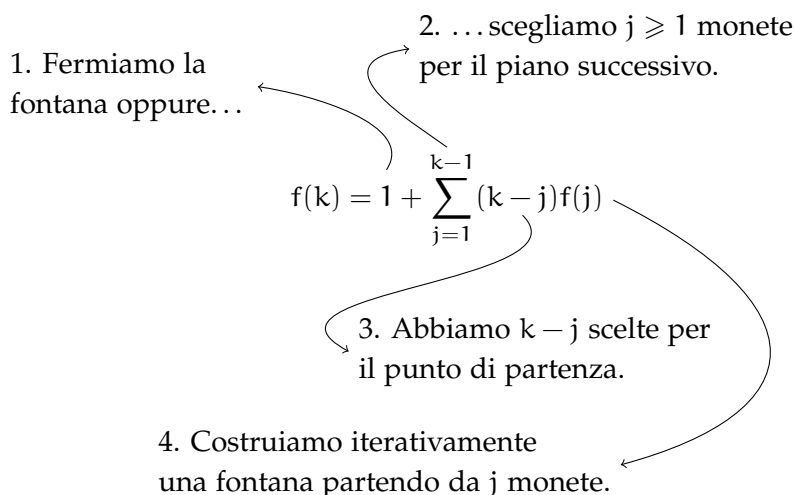 2. …scegliamo j ⩾ 1 monete
per il piano successivo.
1. Fermiamo la
fontana oppure…
f(k) = 1 + ∑_{j=1}^{k−1} (k − j)f(j)
3. Abbiamo k − j scelte per
il punto di partenza.
4. Costruiamo iterativamente
una fontana partendo da j monete.